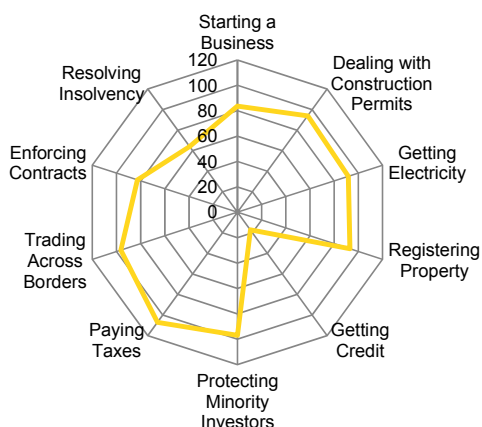 Starting a
Business
Dealing with
Construction
Permits
Getting
Electricity
Registering
Property
Getting
Credit
Protecting
Minority
Investors
Paying
Taxes
Trading
Across
Borders
Enforcing
Contracts
Resolving
Insolvency
120
100
80
60
40
20
0